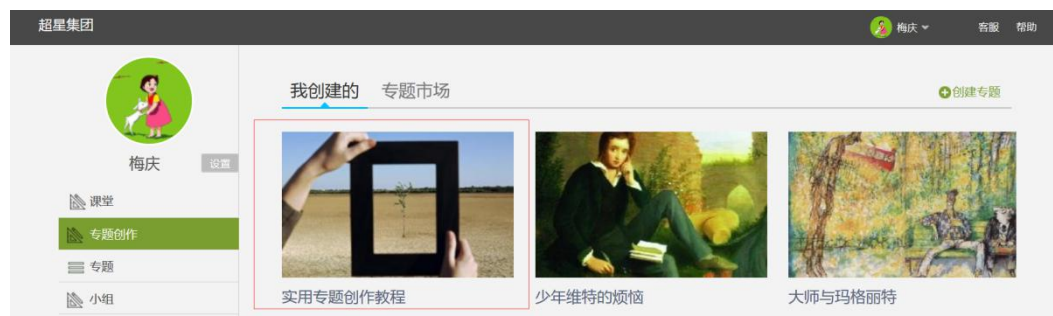 超星集团
梅庆
客服 帮助
梅庆
设置
课堂
专题创作
专题
小组
我创建的 专题市场
创建专题
实用专题创作教程
少年维特的烦恼
大师与玛格丽特